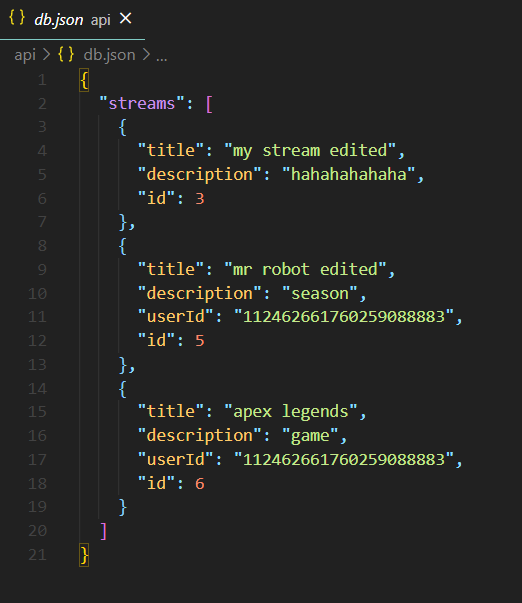 {} db.json api ×
api > {} db.json > ...
1 {
2 "streams": [
3 {
4 "title": "my stream edited",
5 "description": "hahahahahaha",
6 "id": 3
7 },
8 {
9 "title": "mr robot edited",
10 "description": "season",
11 "userId": "112462661760259088883",
12 "id": 5
13 },
14 {
15 "title": "apex legends",
16 "description": "game",
17 "userId": "112462661760259088883",
18 "id": 6
19 }
20 ]
21 }